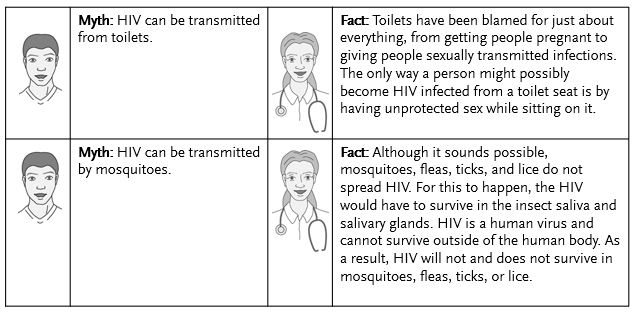 Myth: HIV can be transmitted
from toilets.
Fact: Toilets have been blamed for just about
everything, from getting people pregnant to
giving people sexually transmitted infections.
The only way a person might possibly
become HIV infected from a toilet seat is by
having unprotected sex while sitting on it.
Myth: HIV can be transmitted
by mosquitoes.
Fact: Although it sounds possible,
mosquitoes, fleas, ticks, and lice do not
spread HIV. For this to happen, the HIV
would have to survive in the insect saliva and
salivary glands. HIV is a human virus and
cannot survive outside of the human body. As
a result, HIV will not and does not survive in
mosquitoes, fleas, ticks, or lice.